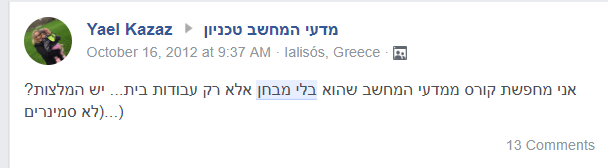 Yael Kazaz ▸ מדעי המחשב טכניון
October 16, 2012 at 9:37 AM · Ialisós, Greece ·
אני מחפשת קורס ממדעי המחשב שהוא בלי מבחן אלא רק עבודות בית... יש המלצות?
(לא סמינרים...)
13 Comments